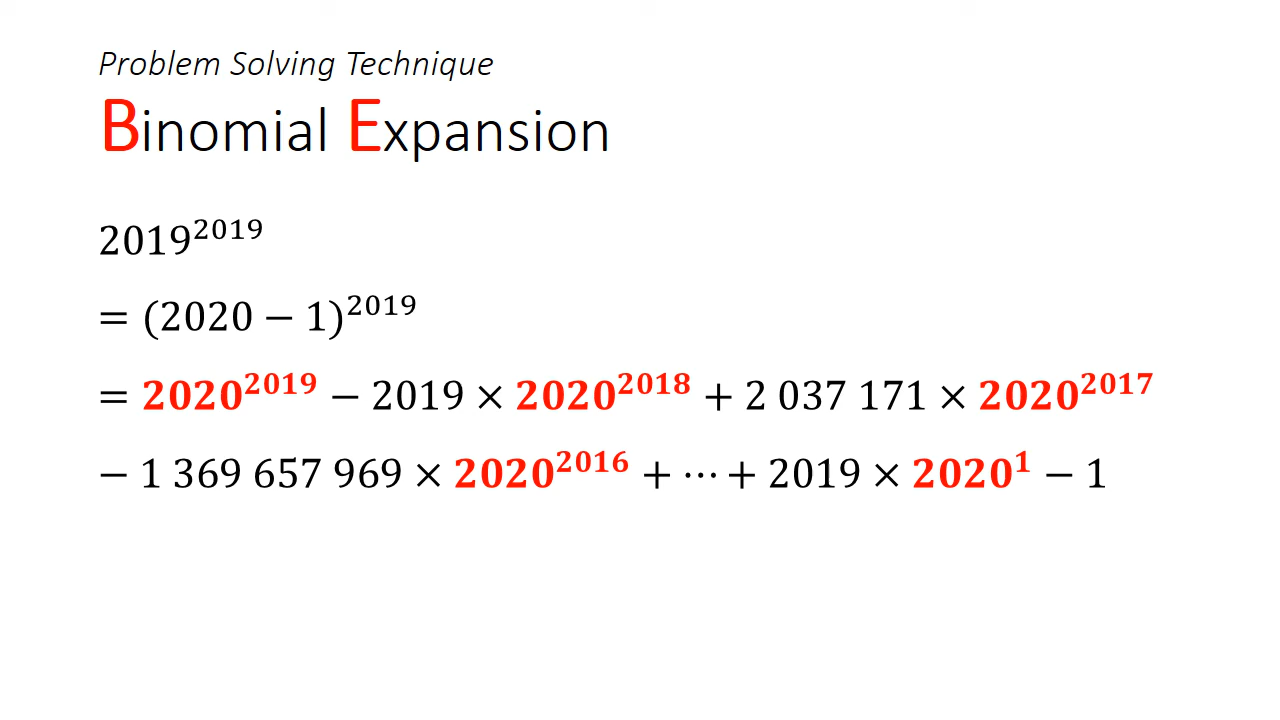 Problem Solving Technique
Binomial Expansion
2019²⁰¹⁹
= (2020 − 1)²⁰¹⁹
= 2020²⁰¹⁹ − 2019 × 2020²⁰¹⁸ + 2 037 171 × 2020²⁰¹⁷
− 1 369 657 969 × 2020²⁰¹⁶ + ⋯ + 2019 × 2020¹ − 1